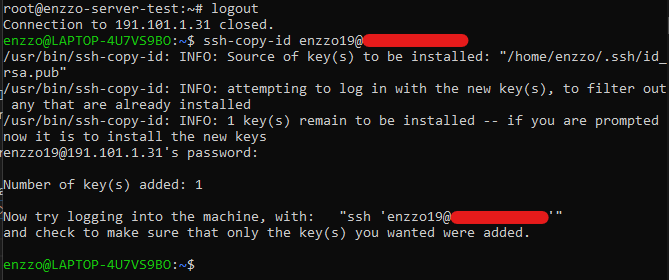 root@enzzo-server-test:~# logout
Connection to 191.101.1.31 closed.
enzzo@LAPTOP-4U7VS9BO:~$ ssh-copy-id enzzo19@
/usr/bin/ssh-copy-id: INFO: Source of key(s) to be installed: "/home/enzzo/.ssh/id_
rsa.pub"
/usr/bin/ssh-copy-id: INFO: attempting to log in with the new key(s), to filter out
any that are already installed
/usr/bin/ssh-copy-id: INFO: 1 key(s) remain to be installed -- if you are prompted
now it is to install the new keys
enzzo19@191.101.1.31's password:
Number of key(s) added: 1
Now try logging into the machine, with:   "ssh 'enzzo19@'"
and check to make sure that only the key(s) you wanted were added.
enzzo@LAPTOP-4U7VS9BO:~$